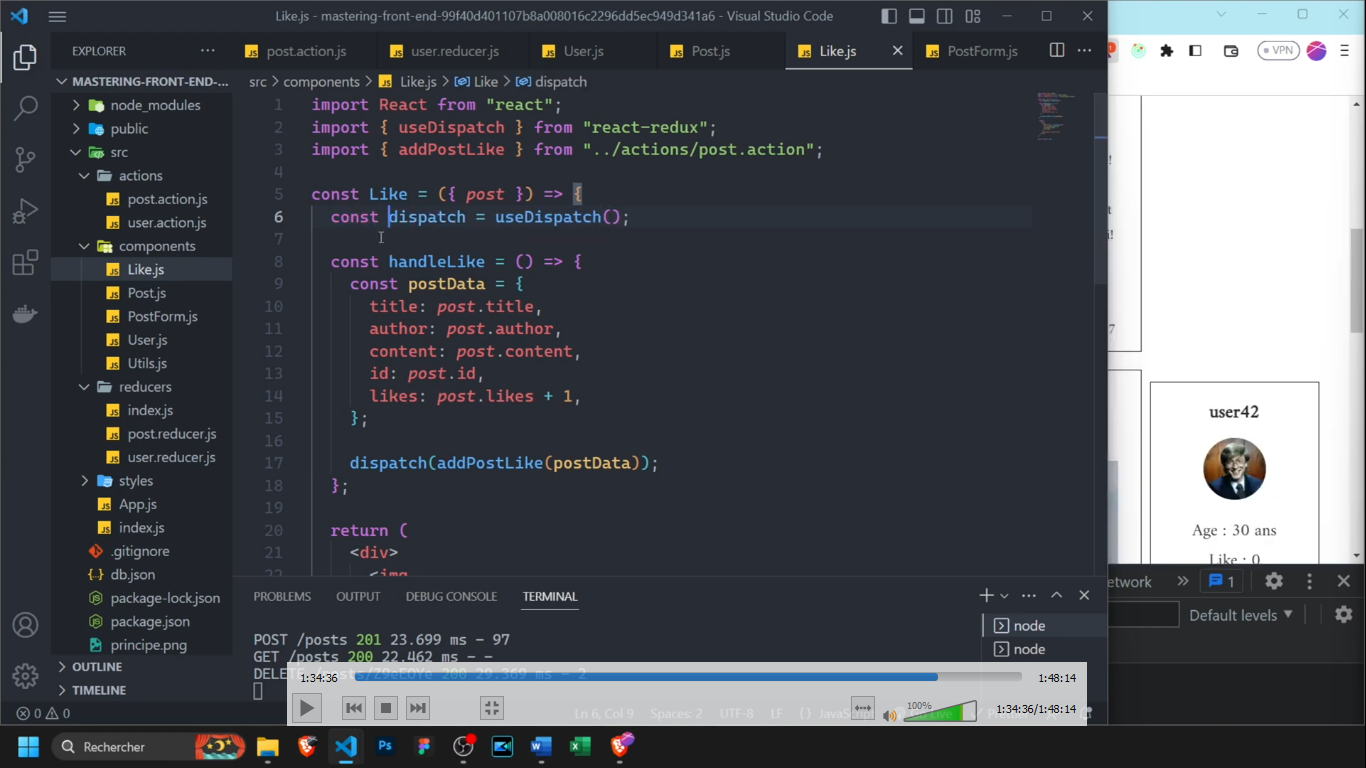 Like.js - mastering-front-end-99f40d401107b8a008016c2296dd5ec949d341a6 - Visual Studio Code
EXPLORER
post.action.js
user.reducer.js
User.js
Post.js
Like.js
PostForm.js
VPN
MASTERING-FRONT-END-...
src > components > Like.js > Like > dispatch
node_modules
public
src
actions
post.action.js
user.action.js
components
Like.js
Post.js
PostForm.js
User.js
Utils.js
reducers
index.js
post.reducer.js
user.reducer.js
styles
App.js
index.js
.gitignore
db.json
package-lock.json
package.json
principe.png
OUTLINE
TIMELINE
1 import React from "react";
2 import { useDispatch } from "react-redux";
3 import { addPostLike } from "../actions/post.action";
4
5 const Like = ({ post }) => {
6 const dispatch = useDispatch();
7
8 const handleLike = () => {
9 const postData = {
10 title: post.title,
11 author: post.author,
12 content: post.content,
13 id: post.id,
14 likes: post.likes + 1,
15 };
16
17 dispatch(addPostLike(postData));
18 };
19
20 return (
21 <div>
22 <img
PROBLEMS
OUTPUT
DEBUG CONSOLE
TERMINAL
POST /posts 201 23.699 ms - 97
GET /posts 200 22.462 ms - -
DELETE /posts/Z9eEOYe 200 29.369 ms - 2
node
node
user42
Age : 30 ans
Like : 0
etwork
1
Default levels
1:34:36
1:48:14
100%
1:34:36/1:48:14
0 0
Ln 6, Col 9
Spaces: 2
UTF-8
LF
{} JavaScript
Rechercher